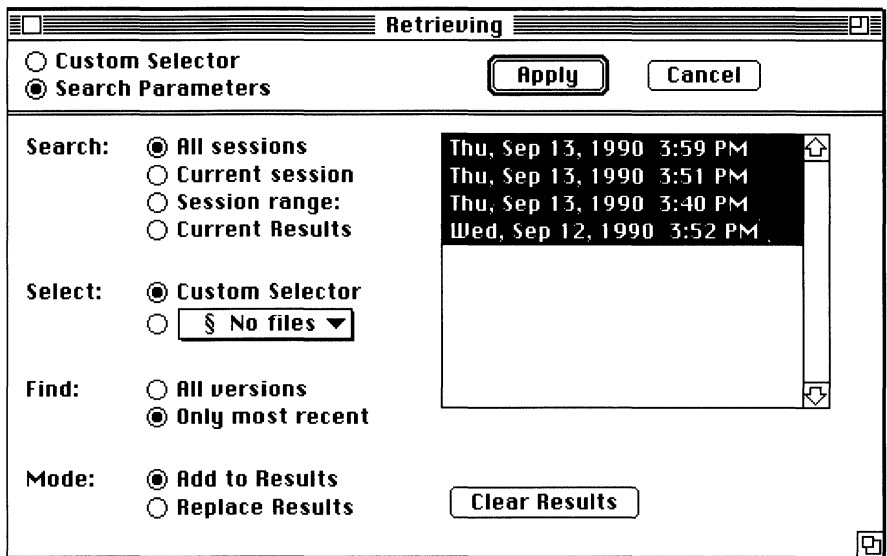 Retrieving
Custom Selector
Search Parameters
Apply
Cancel
Search:
All sessions
Current session
Session range:
Current Results
Thu, Sep 13, 1990 3:59 PM
Thu, Sep 13, 1990 3:51 PM
Thu, Sep 13, 1990 3:40 PM
Wed, Sep 12, 1990 3:52 PM
Select:
Custom Selector
§ No files
Find:
All versions
Only most recent
Mode:
Add to Results
Replace Results
Clear Results